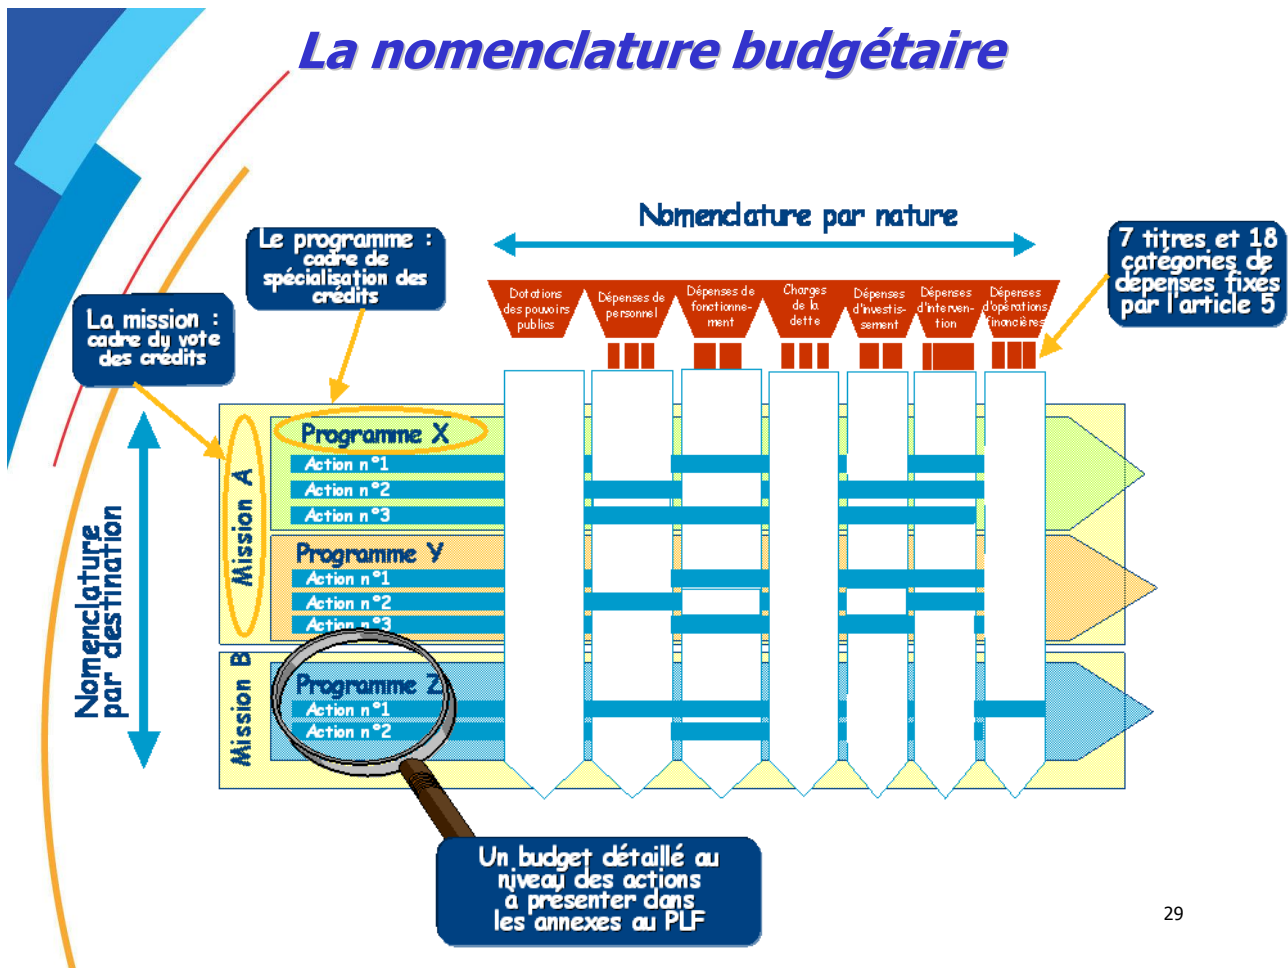 La nomenclature budgétaire
Nomenclature par nature
Le programme :
cadre de
spécialisation des
crédits
7 titres et 18
catégories de
dépenses fixés
par l'article 5
La mission :
cadre du vote
des crédits
Dotations
des pouvoirs
publics
Dépenses de
personnel
Dépenses de
fonctionne-
ment
Charges
de la
dette
Dépenses
d'investis-
sement
Dépenses
d'interven-
tion
Dépenses
d'opérations
financières
Nomenclature
par destination
Mission A
Programme X
Action n°1
Action n°2
Action n°3
Programme Y
Action n°1
Action n°2
Action n°3
Mission B
Programme Z
Action n°1
Action n°2
Un budget détaillé au
niveau des actions
à présenter dans
les annexes au PLF
29